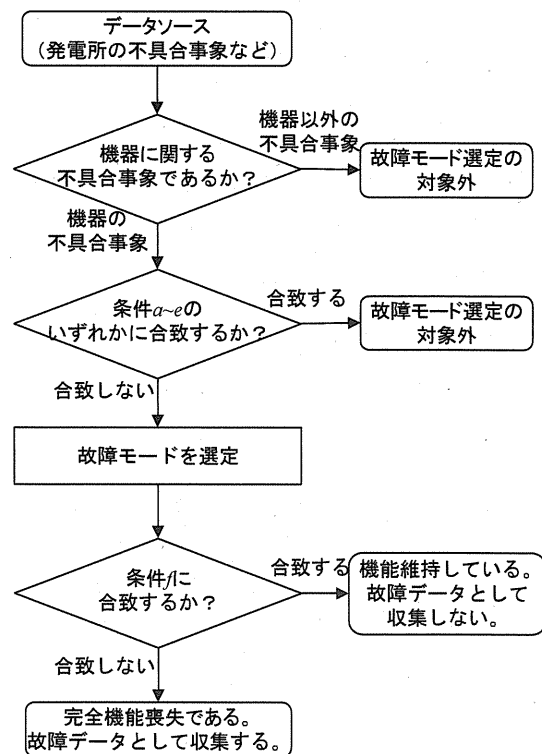 データソース
(発電所の不具合事象など)
機器に関する
不具合事象であるか？
機器以外の
不具合事象
故障モード選定の
対象外
機器の
不具合事象
条件a~eの
いずれかに合致するか？
合致する
故障モード選定の
対象外
合致しない
故障モードを選定
条件fに
合致するか？
合致する
機能維持している。
故障データとして
収集しない。
合致しない
完全機能喪失である。
故障データとして収集する。